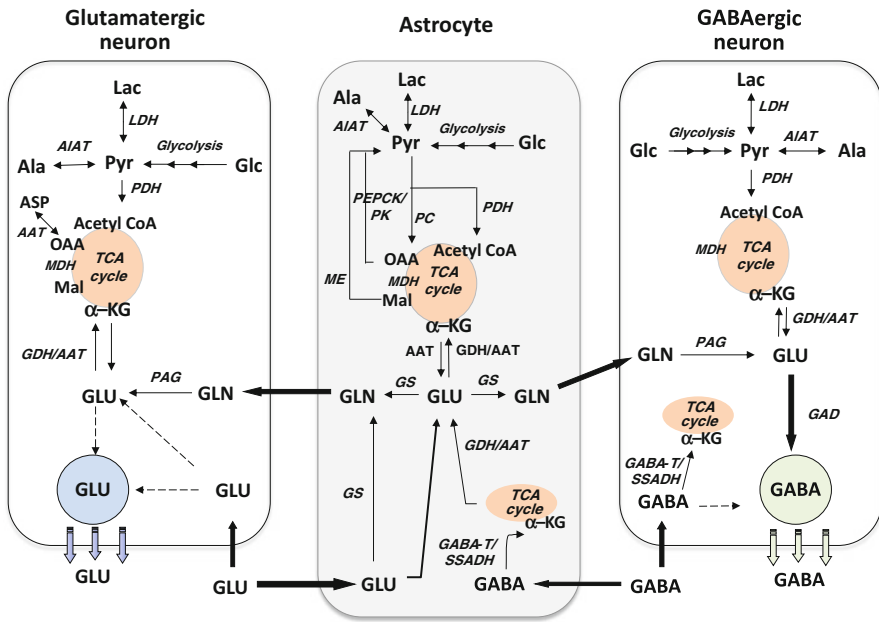 Glutamatergic
neuron
Astrocyte
GABAergic
neuron
Lac
LDH
AlAT
Glycolysis
Ala
Pyr
Glc
PDH
ASP
AAT
Acetyl CoA
OAA
MDH
TCA
cycle
Mal
α–KG
GDH/AAT
GLU
PAG
GLN
GLU
GLU
GLU
GLU
Lac
Ala
LDH
AlAT
Glycolysis
Pyr
Glc
PEPCK/
PK
PC
PDH
OAA
Acetyl CoA
ME
MDH
TCA
cycle
Mal
α–KG
AAT
GDH/AAT
GLN
GS
GLU
GS
GLN
GDH/AAT
GS
TCA
cycle
α–KG
GABA-T/
SSADH
GLU
GABA
Lac
LDH
Glycolysis
AlAT
Glc
Pyr
Ala
PDH
Acetyl CoA
MDH
TCA
cycle
α–KG
GDH/AAT
GLN
PAG
GLU
GAD
TCA
cycle
α–KG
GABA-T/
SSADH
GABA
GABA
GABA
GABA